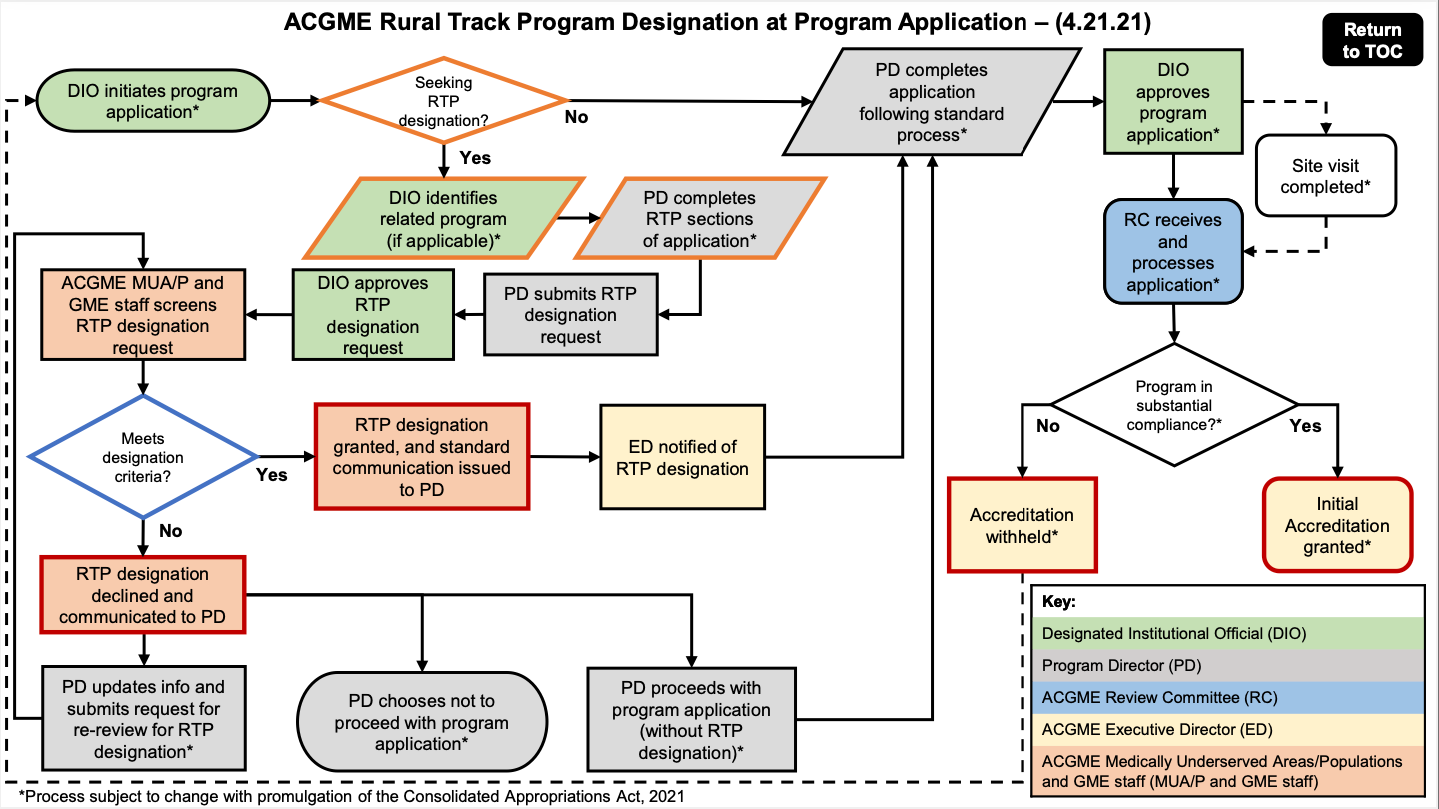 ACGME Rural Track Program Designation at Program Application – (4.21.21)
Return
to TOC
DIO initiates program
application*
Seeking
RTP
designation?
No
Yes
PD completes
application
following standard
process*
DIO
approves
program
application*
Site visit
completed*
DIO identifies
related program
(if applicable)*
PD completes
RTP sections
of application*
RC receives
and
processes
application*
ACGME MUA/P and
GME staff screens
RTP designation
request
DIO approves
RTP
designation
request
PD submits RTP
designation
request
Program in
substantial
compliance?*
No
Yes
Meets
designation
criteria?
Yes
No
RTP designation
granted, and standard
communication issued
to PD
ED notified of
RTP designation
Accreditation
withheld*
Initial
Accreditation
granted*
RTP designation
declined and
communicated to PD
PD updates info and
submits request for
re-review for RTP
designation*
PD chooses not to
proceed with program
application*
PD proceeds with
program application
(without RTP
designation)*
Key:
Designated Institutional Official (DIO)
Program Director (PD)
ACGME Review Committee (RC)
ACGME Executive Director (ED)
ACGME Medically Underserved Areas/Populations
and GME staff (MUA/P and GME staff)
*Process subject to change with promulgation of the Consolidated Appropriations Act, 2021